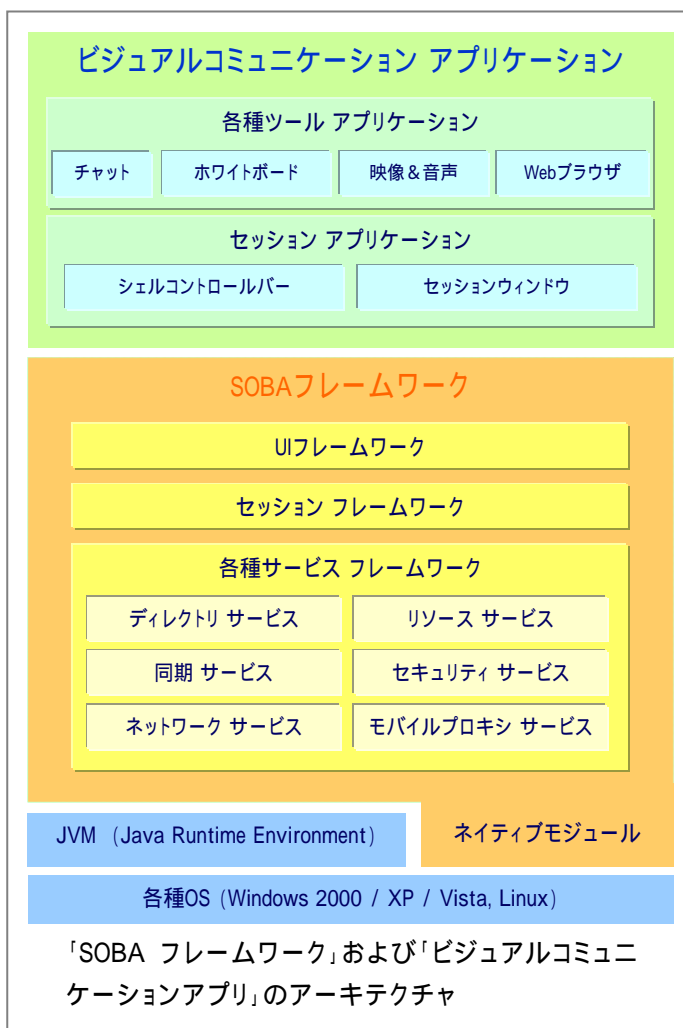 ビジュアルコミュニケーション アプリケーション
各種ツール アプリケーション
チャット
ホワイトボード
映像＆音声
Webブラウザ
セッション アプリケーション
シェルコントロールバー
セッションウィンドウ
SOBAフレームワーク
UIフレームワーク
セッション フレームワーク
各種サービス フレームワーク
ディレクトリ サービス
リソース サービス
同期 サービス
セキュリティ サービス
ネットワーク サービス
モバイルプロキシ サービス
JVM （Java Runtime Environment）
ネイティブモジュール
各種OS（Windows 2000 / XP / Vista, Linux）
「SOBA フレームワーク」および「ビジュアルコミュニ
ケーションアプリ」のアーキテクチャ